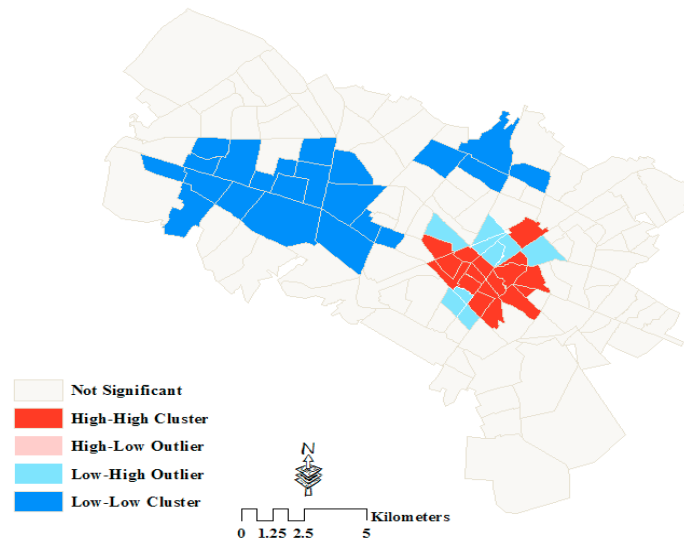 Not Significant
High-High Cluster
High-Low Outlier
Low-High Outlier
Low-Low Cluster
N
Kilometers
0 1.25 2.5 5